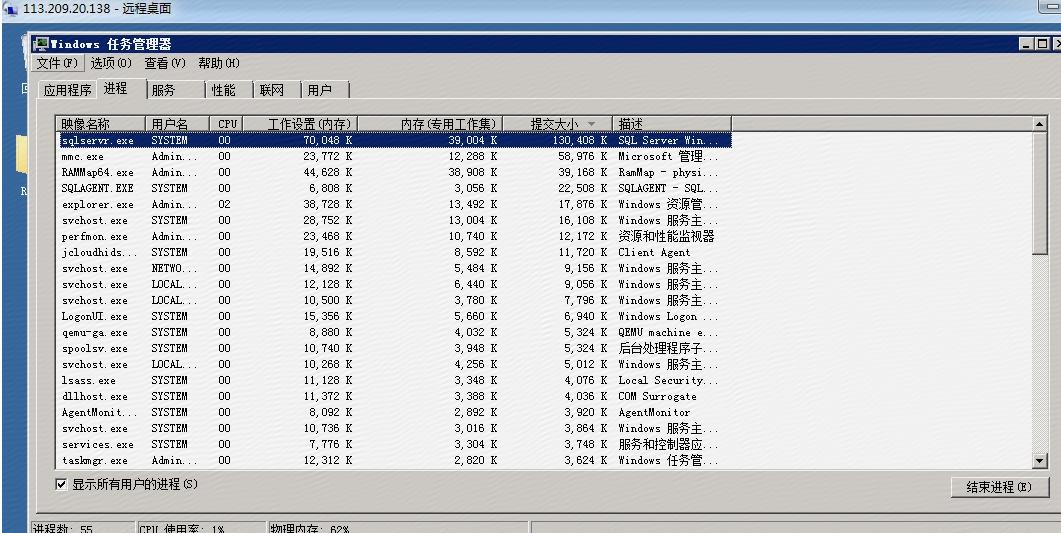 113.209.20.138 - 远程桌面
Windows 任务管理器
文件(F) 选项(O) 查看(V) 帮助(H)
应用程序 进程 服务 性能 联网 用户
映像名称 用户名 CPU 工作设置(内存) 内存(专用工作集) 提交大小 描述
sqlservr.exe SYSTEM 00 70,048 K 39,004 K 130,408 K SQL Server Win...
mmc.exe Admin... 00 23,772 K 12,288 K 58,976 K Microsoft 管理...
RAMMap64.exe Admin... 00 44,628 K 38,908 K 39,168 K RamMap - physi...
SQLAGENT.EXE SYSTEM 00 6,808 K 3,056 K 22,508 K SQLAGENT - SQL...
explorer.exe Admin... 02 38,728 K 13,492 K 17,876 K Windows 资源管...
svchost.exe SYSTEM 00 28,752 K 13,004 K 16,108 K Windows 服务主...
perfmon.exe Admin... 00 23,468 K 10,740 K 12,172 K 资源和性能监视器
jcloudhids... SYSTEM 00 19,516 K 8,592 K 11,720 K Client Agent
svchost.exe NETWO... 00 14,892 K 5,484 K 9,156 K Windows 服务主...
svchost.exe LOCAL... 00 12,128 K 6,440 K 9,056 K Windows 服务主...
svchost.exe LOCAL... 00 10,500 K 3,780 K 7,796 K Windows 服务主...
LogonUI.exe SYSTEM 00 15,356 K 5,660 K 6,940 K Windows Logon ...
qemu-ga.exe SYSTEM 00 8,880 K 4,032 K 5,324 K QEMU machine e...
spoolsv.exe SYSTEM 00 10,740 K 3,948 K 5,324 K 后台处理程序子...
svchost.exe LOCAL... 00 10,268 K 4,256 K 5,012 K Windows 服务主...
lsass.exe SYSTEM 00 11,128 K 3,348 K 4,076 K Local Security...
dllhost.exe SYSTEM 00 11,372 K 3,388 K 4,036 K COM Surrogate
AgentMonit... SYSTEM 00 8,092 K 2,892 K 3,920 K AgentMonitor
svchost.exe SYSTEM 00 10,736 K 3,016 K 3,864 K Windows 服务主...
services.exe SYSTEM 00 7,776 K 3,304 K 3,748 K 服务和控制器应...
taskmgr.exe Admin... 00 12,312 K 2,820 K 3,624 K Windows 任务管...
显示所有用户的进程(S) 结束进程(E)
进程数: 55 CPU 使用率: 1% 物理内存: 62%